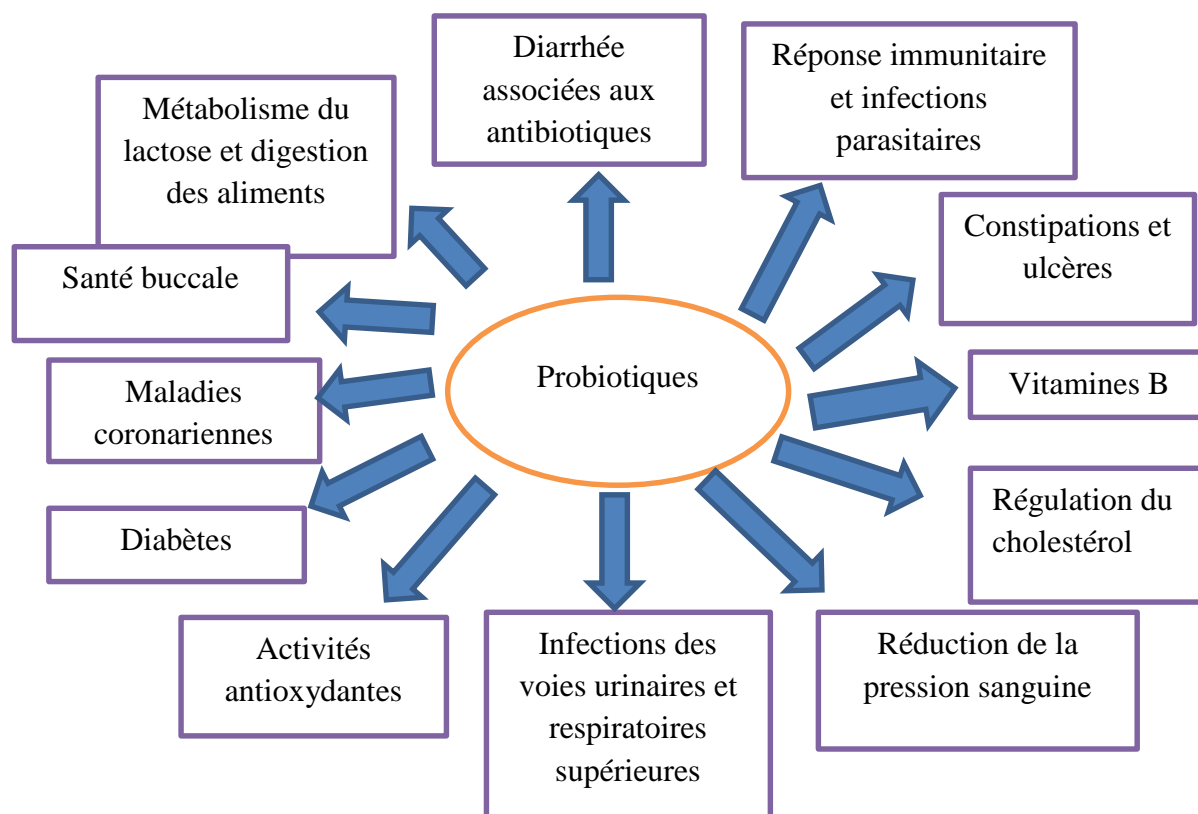 Diarrhée
associées aux
antibiotiques
Réponse immunitaire
et infections
parasitaires
Métabolisme du
lactose et digestion
des aliments
Constipations et
ulcères
Santé buccale
Probiotiques
Vitamines B
Maladies
coronariennes
Régulation du
cholestérol
Diabètes
Activités
antioxydantes
Infections des
voies urinaires et
respiratoires
supérieures
Réduction de la
pression sanguine